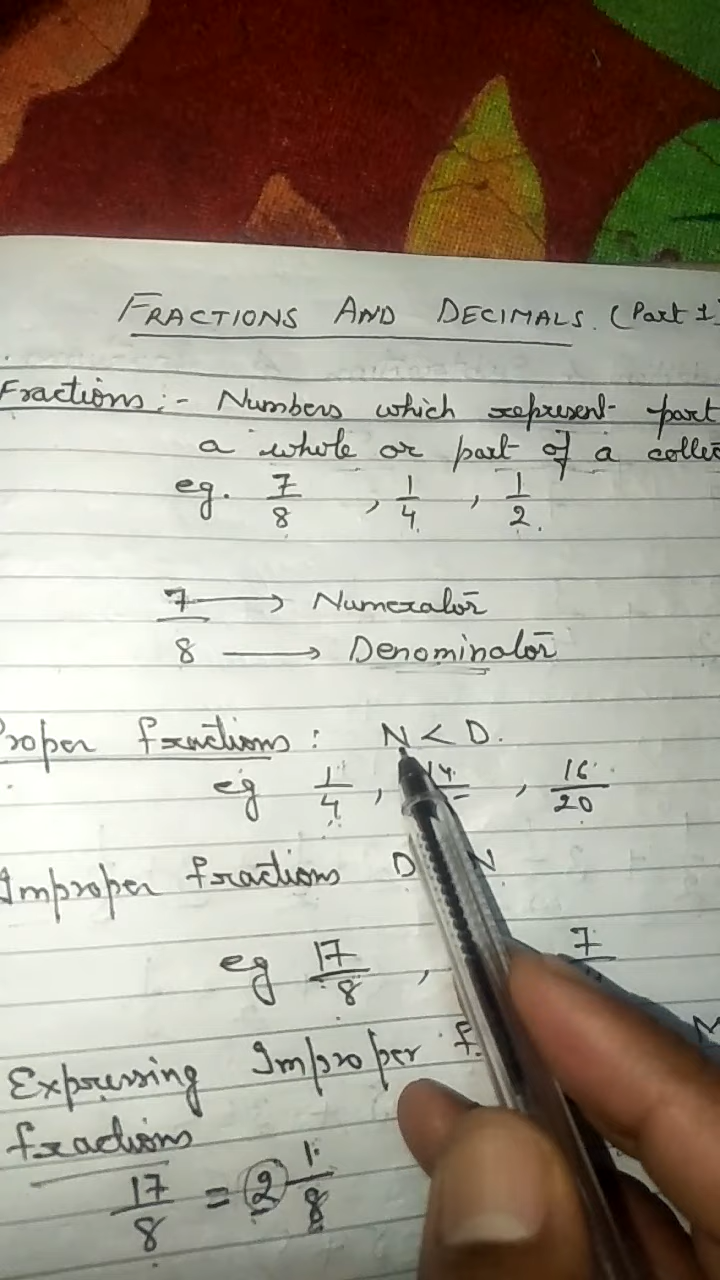 FRACTIONS AND DECIMALS. (Part 1)
Fractions :- Numbers which represent part
a whole or part of a collec
eg. 7/8 , 1/4 , 1/2.
7 → Numerator
8 → Denominator
roper fractions : N < D.
eg 1/4 , 14 , 16/20
Improper fractions D N
eg 17/8 , 7
Expressing Improper f. M
fractions
17/8 = 2 1/8